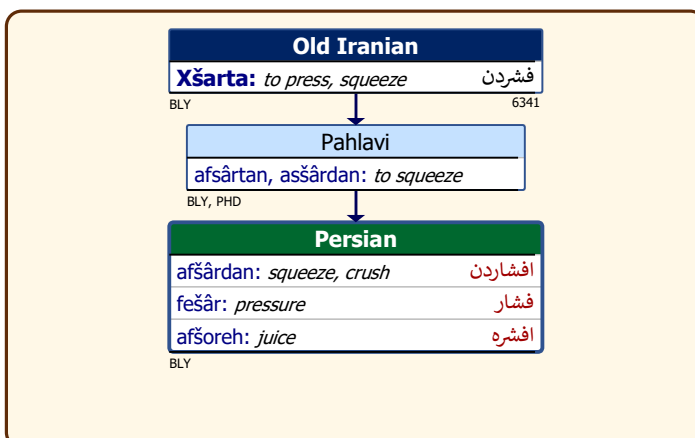 Old Iranian
Xšarta: to press, squeeze فشردن
BLY 6341
Pahlavi
afsârtan, asšârdan: to squeeze
BLY, PHD
Persian
afšârdan: squeeze, crush افشاردن
fešâr: pressure فشار
afšoreh: juice افشره
BLY